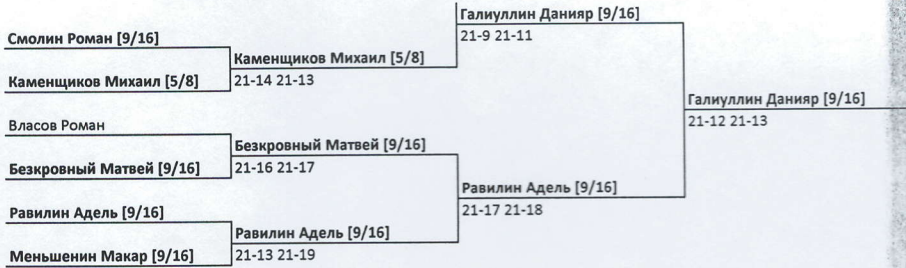 Галиуллин Данияр [9/16]
Смолин Роман [9/16]
21-9 21-11
Каменщиков Михаил [5/8]
Каменщиков Михаил [5/8]
21-14 21-13
Галиуллин Данияр [9/16]
Власов Роман
21-12 21-13
Безкровный Матвей [9/16]
Безкровный Матвей [9/16]
21-16 21-17
Равилин Адель [9/16]
Равилин Адель [9/16]
21-17 21-18
Равилин Адель [9/16]
Меньшенин Макар [9/16]
21-13 21-19